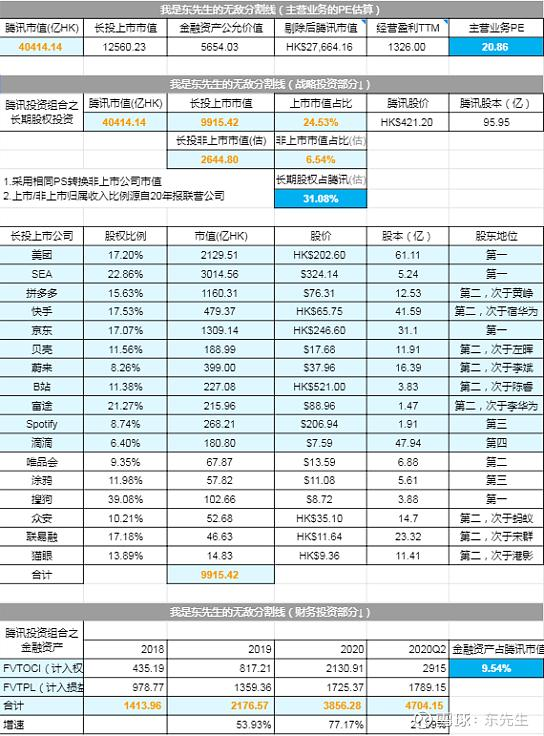 我是东先生的无敌分割线（主营业务的PE估算）
腾讯市值(亿HK) 长投上市市值 金融资产公允价值 剔除后腾讯市值 经营盈利TTM 主营业务PE
40414.14 12560.23 5654.03 HK$27,664.16 1326.00 20.86
我是东先生的无敌分割线（战略投资部分↓）
腾讯投资组合之长期股权投资 腾讯市值(亿HK) 长投上市市值 上市市值占比 腾讯股价 腾讯股本（亿）
40414.14 9915.42 24.53% HK$421.20 95.95
长投非上市市值(估) 非上市市值占比(估)
2644.80 6.54%
1.采用相同PS转换非上市公司市值 长期股权占腾讯(估)
2.上市/非上市归属收入比例源自20年报联营公司 31.08%
长投上市公司 股权比例 市值(亿HK) 股价 股本（亿） 股东地位
美团 17.20% 2129.51 HK$202.60 61.11 第一
SEA 22.86% 3014.56 $324.14 5.24 第一
拼多多 15.63% 1160.31 $76.31 12.53 第二，次于黄峥
快手 17.53% 479.37 HK$65.75 41.59 第二，次于宿华为
京东 17.07% 1309.14 HK$246.60 31.1 第一
贝壳 11.56% 188.99 $17.68 11.91 第二，次于左晖
蔚来 8.26% 399.00 $37.96 16.39 第二，次于李斌
B站 11.38% 227.08 HK$521.00 3.83 第二，次于陈睿
富途 21.27% 215.96 $88.96 1.47 第二，次于李华为
Spotify 8.74% 268.21 $206.94 1.91 第三
滴滴 6.40% 180.80 $7.59 47.94 第四
唯品会 9.35% 67.87 $13.59 6.88 第二
涂鸦 11.98% 57.82 $11.08 5.61 第三
搜狗 39.08% 102.66 $8.72 3.88 第一
众安 10.21% 52.68 HK$35.10 14.7 第二，次于蚂蚁
联易融 17.18% 46.63 HK$11.64 23.32 第二，次于宋群
猫眼 13.89% 14.83 HK$9.36 11.41 第二，次于港影
合计 9915.42
我是东先生的无敌分割线（财务投资部分↓）
腾讯投资组合之金融资产 2018 2019 2020 2020Q2 金融资产占腾讯市值
FVTOCI（计入权 435.19 817.21 2130.91 2915 9.54%
FVTPL（计入损益 978.77 1359.36 1725.37 1789.15
合计 1413.96 2176.57 3856.28 4704.15
增速 53.93% 77.17% 21.99%
雪球：东先生